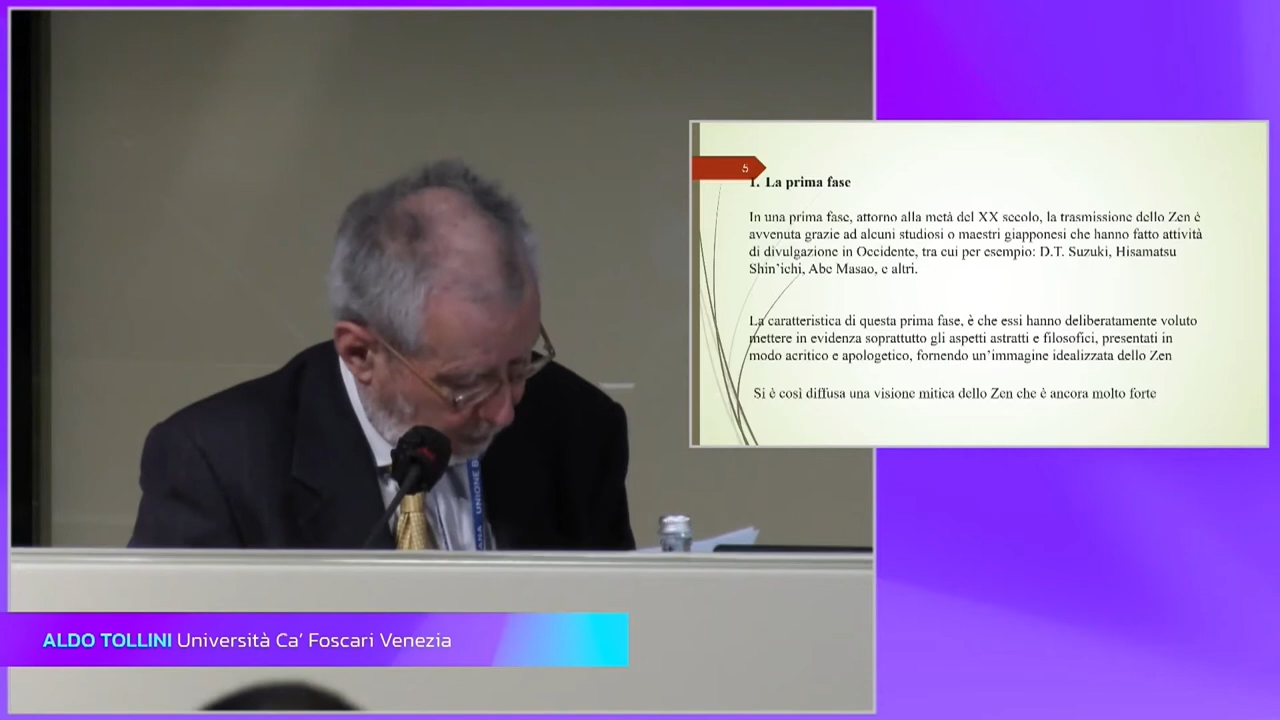 5
1. La prima fase
In una prima fase, attorno alla metà del XX secolo, la trasmissione dello Zen è
avvenuta grazie ad alcuni studiosi o maestri giapponesi che hanno fatto attività
di divulgazione in Occidente, tra cui per esempio: D.T. Suzuki, Hisamatsu
Shin'ichi, Abe Masao, e altri.
La caratteristica di questa prima fase, è che essi hanno deliberatamente voluto
mettere in evidenza soprattutto gli aspetti astratti e filosofici, presentati in
modo acritico e apologetico, fornendo un'immagine idealizzata dello Zen
Si è così diffusa una visione mitica dello Zen che è ancora molto forte
UNIONE B
ANA
ALDO TOLLINI Università Ca' Foscari Venezia